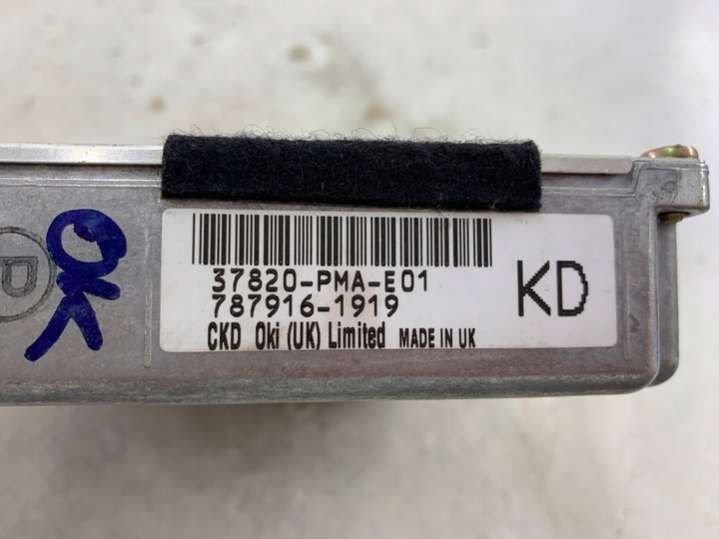 37820-PMA-E01
787916-1919
CKD Oki (UK) Limited MADE IN UK
KD
OK